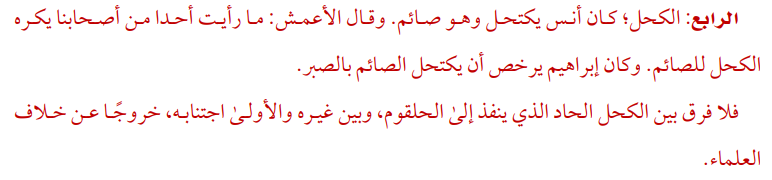 الرابع: الكحل؛ كان أنس يكتحل وهو صائم. وقال الأعمش: ما رأيت أحدا من أصحابنا يكره
الكحل للصائم. وكان إبراهيم يرخص أن يكتحل الصائم بالصبر.
فلا فرق بين الكحل الحاد الذي ينفذ إلىٰ الحلقوم، وبين غيره والأولىٰ اجتنابه، خروجًا عن خلاف
العلماء.